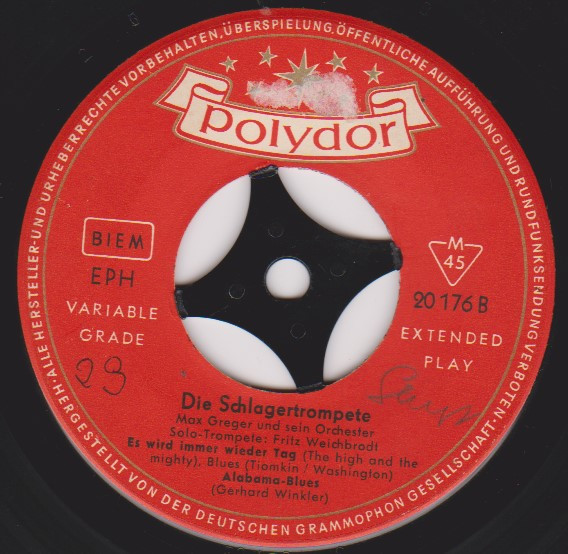 ·ALLE HERSTELLER-UND URHEBERRECHTE VORBEHALTEN, ÜBERSPIELUNG, ÖFFENTLICHE AUFFÜHRUNG UND RUNDFUNKSENDUNG VERBOTEN·
Polydor
BIEM
EPH
VARIABLE
GRADE
M
45
20 176 B
EXTENDED
PLAY
23
Die Schlagertrompete
Max Greger und sein Orchester
Solo-Trompete: Fritz Weichbrodt
Es wird immer wieder Tag (The high and the
mighty), Blues (Tiomkin / Washington)
Alabama-Blues
(Gerhard Winkler)
HERGESTELLT VON DER DEUTSCHEN GRAMMOPHON GESELLSCHAFT·